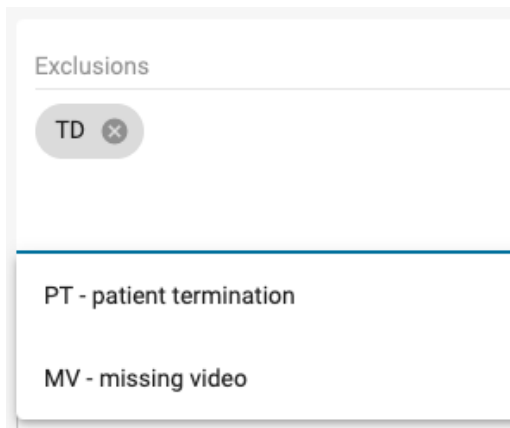 Exclusions
TD
PT - patient termination
MV - missing video